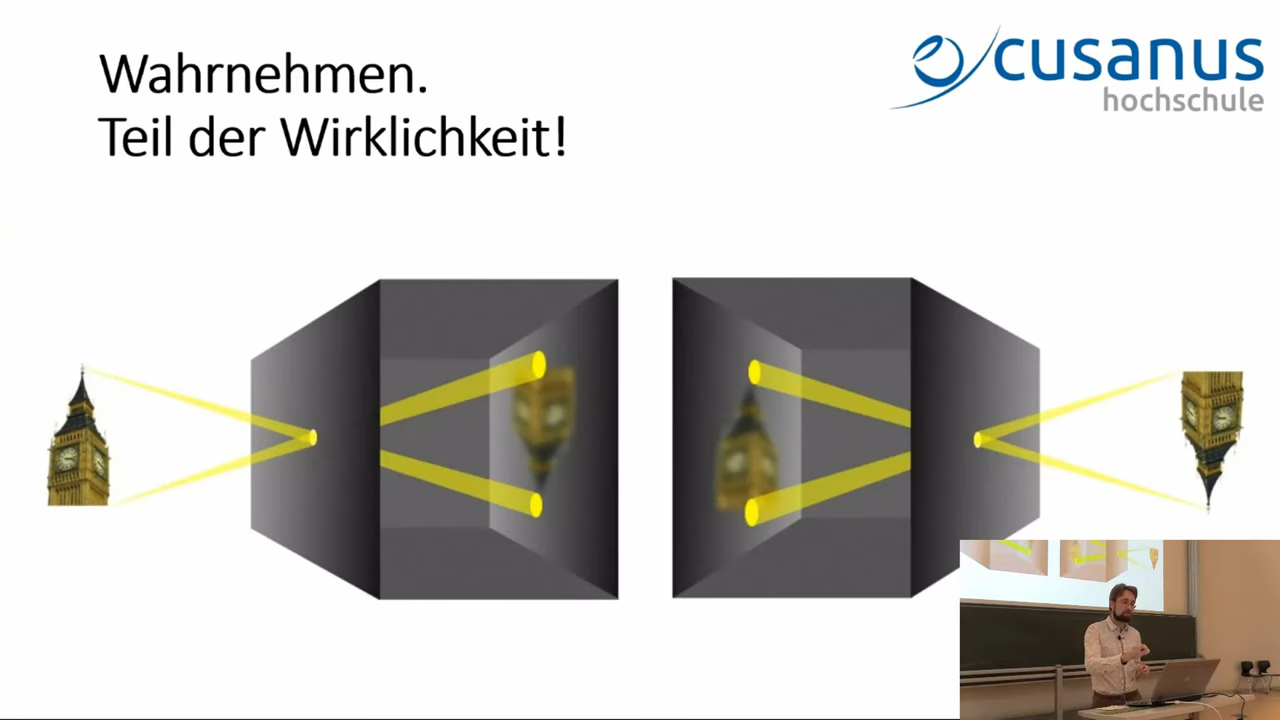 Wahrnehmen.
Teil der Wirklichkeit!
cusanus
hochschule